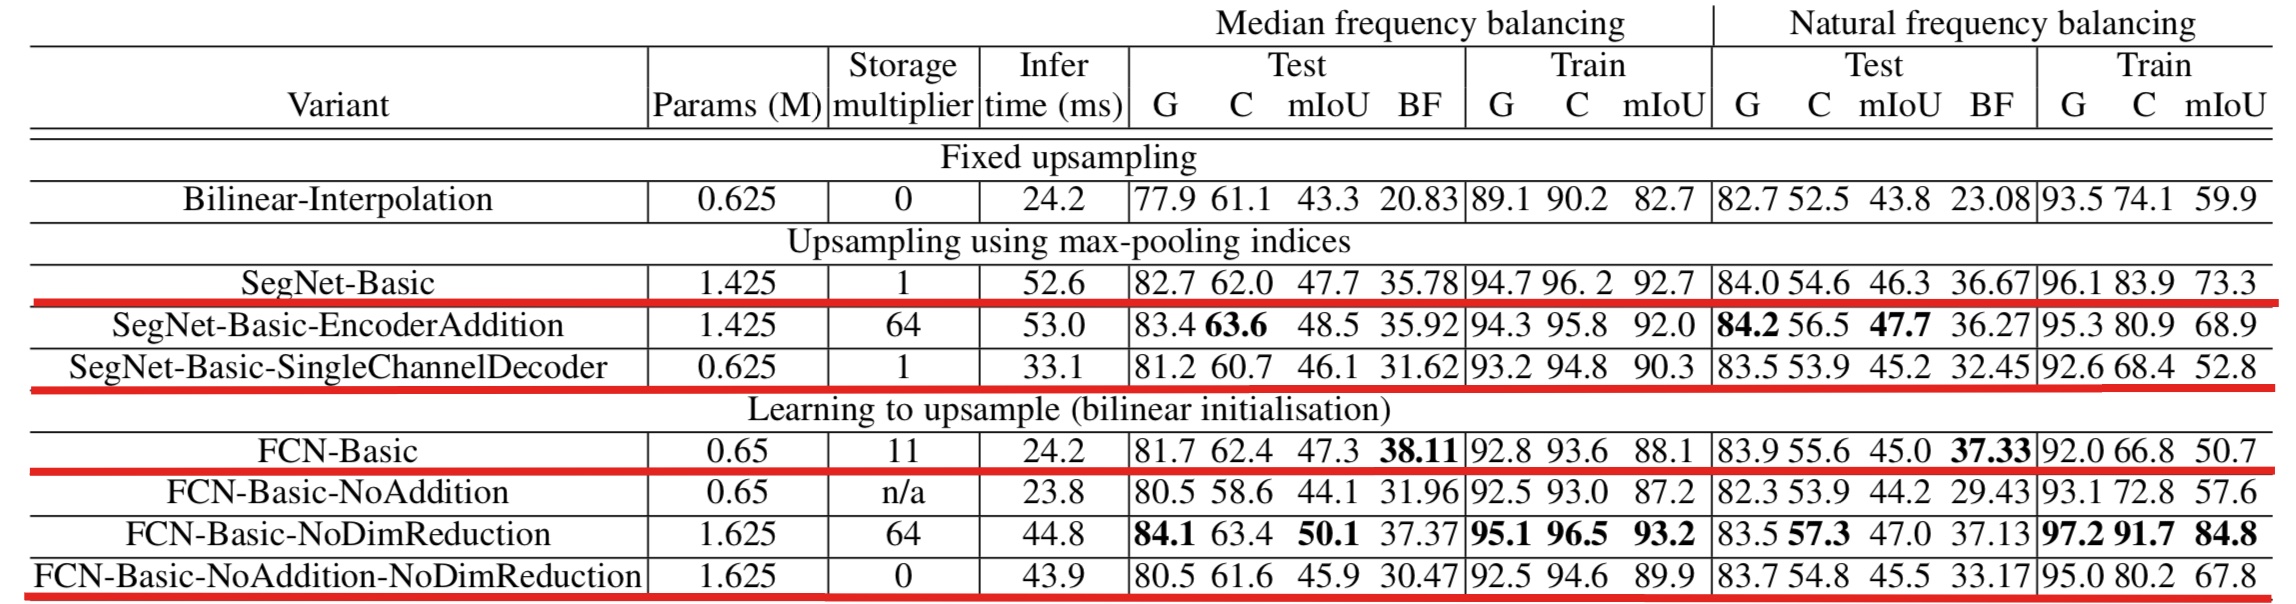 Median frequency balancing Natural frequency balancing
Storage Infer Test Train Test Train
Variant Params (M) multiplier time (ms) G C mIoU BF G C mIoU G C mIoU BF G C mIoU
Fixed upsampling
Bilinear-Interpolation 0.625 0 24.2 77.9 61.1 43.3 20.83 89.1 90.2 82.7 82.7 52.5 43.8 23.08 93.5 74.1 59.9
Upsampling using max-pooling indices
SegNet-Basic 1.425 1 52.6 82.7 62.0 47.7 35.78 94.7 96. 2 92.7 84.0 54.6 46.3 36.67 96.1 83.9 73.3
SegNet-Basic-EncoderAddition 1.425 64 53.0 83.4 63.6 48.5 35.92 94.3 95.8 92.0 84.2 56.5 47.7 36.27 95.3 80.9 68.9
SegNet-Basic-SingleChannelDecoder 0.625 1 33.1 81.2 60.7 46.1 31.62 93.2 94.8 90.3 83.5 53.9 45.2 32.45 92.6 68.4 52.8
Learning to upsample (bilinear initialisation)
FCN-Basic 0.65 11 24.2 81.7 62.4 47.3 38.11 92.8 93.6 88.1 83.9 55.6 45.0 37.33 92.0 66.8 50.7
FCN-Basic-NoAddition 0.65 n/a 23.8 80.5 58.6 44.1 31.96 92.5 93.0 87.2 82.3 53.9 44.2 29.43 93.1 72.8 57.6
FCN-Basic-NoDimReduction 1.625 64 44.8 84.1 63.4 50.1 37.37 95.1 96.5 93.2 83.5 57.3 47.0 37.13 97.2 91.7 84.8
FCN-Basic-NoAddition-NoDimReduction 1.625 0 43.9 80.5 61.6 45.9 30.47 92.5 94.6 89.9 83.7 54.8 45.5 33.17 95.0 80.2 67.8